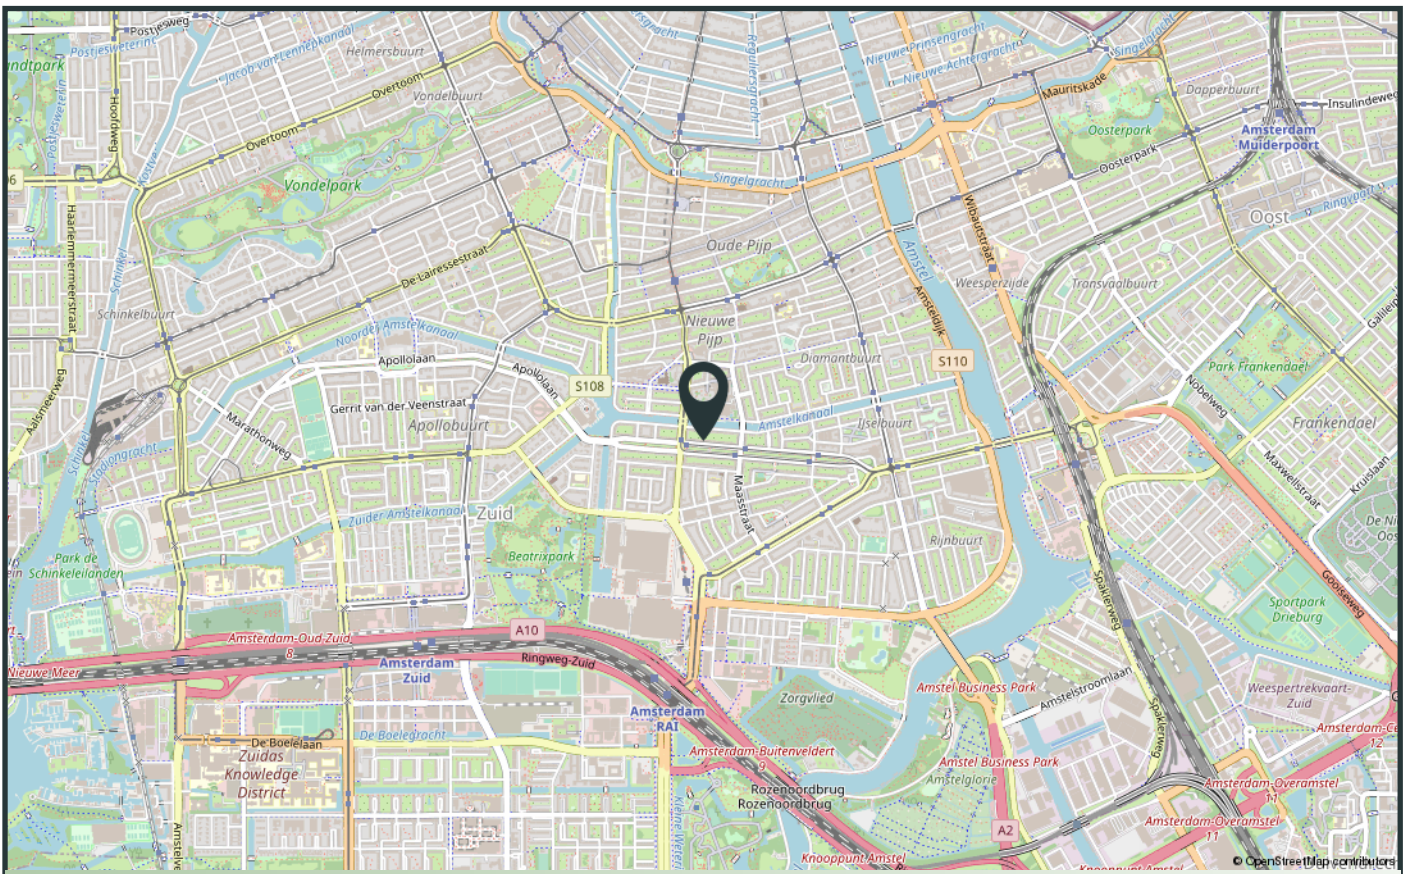 Postjesweg
Postjeswetering
Jacob van Lennepkanaal
Helmersbuurt
Reguliersgracht
Nieuwe Prinsengracht
Nieuwe Achtergracht
Singelgracht
Overtoom
Vondelbuurt
Mauritskade
Dapperbuurt
Insulindeweg
Hoofdweg
Postjeswetering
Overtoom
Oosterpark
Amsterdam
Muiderpoort
Oosterpark
Vondelpark
Singelgracht
Ringvaart
Haarlemmermeerstraat
Schinkel
Wibautstraat
Oost
Oude Pijp
De Lairessestraat
Amstel
Weesperzijde
Transvaalbuurt
Schinkelbuurt
Amsteldijk
Noorder Amstelkanaal
Nieuwe
Pijp
Apollolaan
Apollolaan
Diamantbuurt
S110
Park Frankendael
S108
Nobelweg
Aalsmeerweg
Gerrit van der Veenstraat
Apollobuurt
Marathonweg
Amstelkanaal
IJselbuurt
Frankendael
Schinkel
Stadiongracht
Maasstraat
Maxwellstraat
Kruislaan
Zuid
Zuider Amstelkanaal
Rijnbuurt
Beatrixpark
Park de
Schinkeleilanden
Spaklerweg
Gooiseweg
Sportpark
Drieburg
A10
Amsterdam-Oud-Zuid
8
Ringweg-Zuid
Nieuwe Meer
Amsterdam
Zuid
Amstel Business Park
Amstelstroomlaan
Weespertrekvaart-
Zuid
Zorgvlied
Spaklerweg
Amsterdam
RAI
De Boelelaan
De Boelegracht
Amsterdam-Buitenveldert
9
Amstel Business Park
Amstelglorie
Zuidas
Knowledge
District
Rozenoordbrug
Rozenoordbrug
Amsterdam-Overamstel
11
Amsterdam-Overamstel
11
A2
Knooppunt Amstel
Knooppunt Amstel
© OpenStreetMap contributors